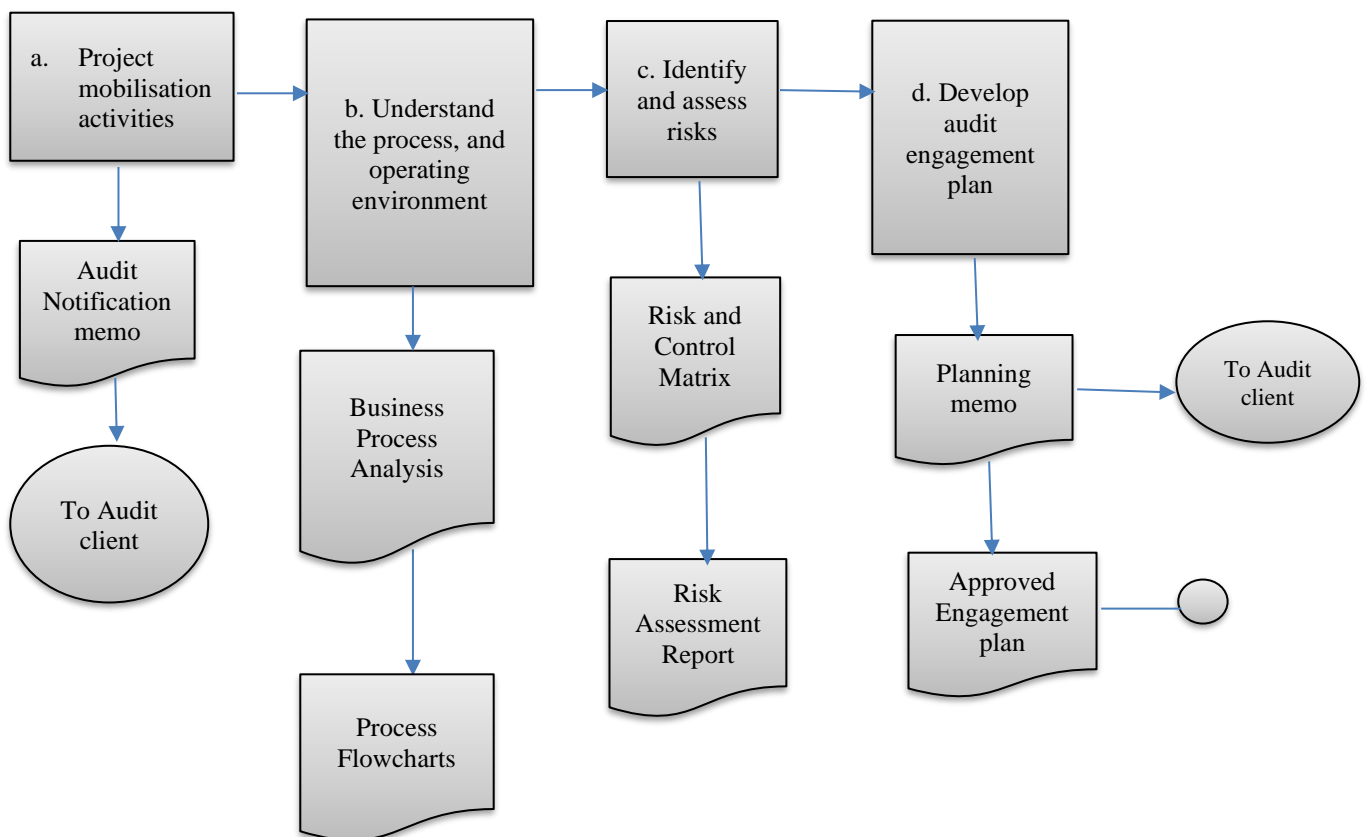 a. Project
mobilisation
activities
b. Understand
the process, and
operating
environment
c. Identify
and assess
risks
d. Develop
audit
engagement
plan
Audit
Notification
memo
To Audit
client
Business
Process
Analysis
Process
Flowcharts
Risk and
Control
Matrix
Risk
Assessment
Report
Planning
memo
To Audit
client
Approved
Engagement
plan